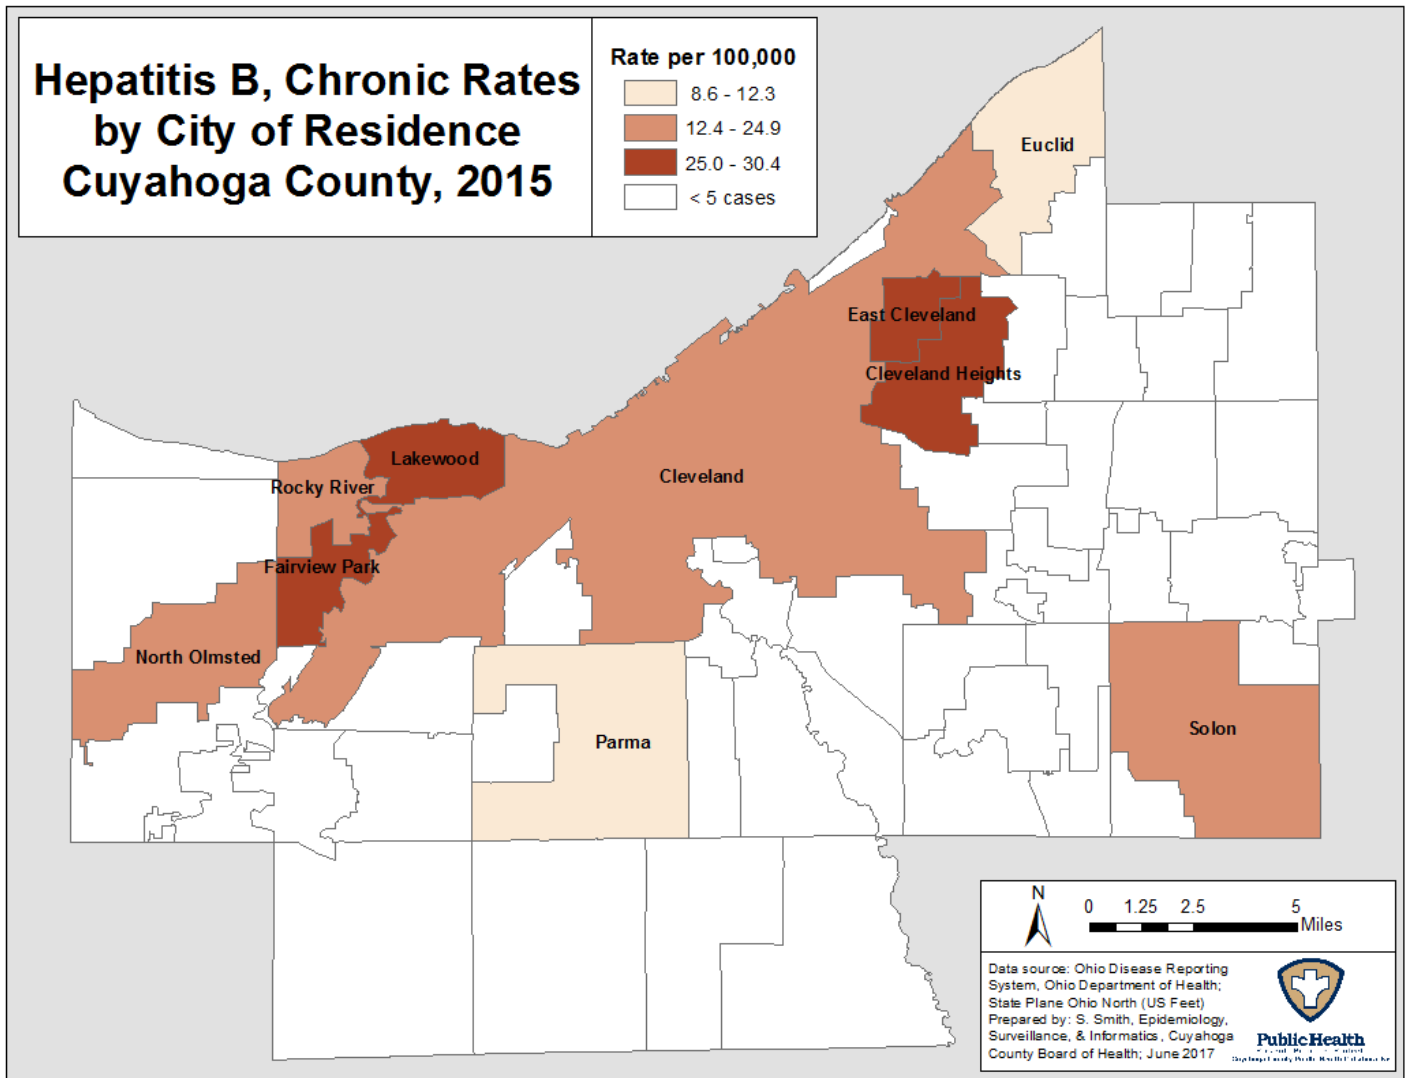 Hepatitis B, Chronic Rates
by City of Residence
Cuyahoga County, 2015
Rate per 100,000
8.6 - 12.3
12.4 - 24.9
25.0 - 30.4
< 5 cases
Euclid
East Cleveland
Cleveland Heights
Lakewood
Rocky River
Cleveland
Fairview Park
North Olmsted
Solon
Parma
N
0 1.25 2.5 5
Miles
Data source: Ohio Disease Reporting
System, Ohio Department of Health;
State Plane Ohio North (US Feet)
Prepared by: S. Smith, Epidemiology,
Surveillance, & Informatics, Cuyahoga
County Board of Health; June 2017
Public Health